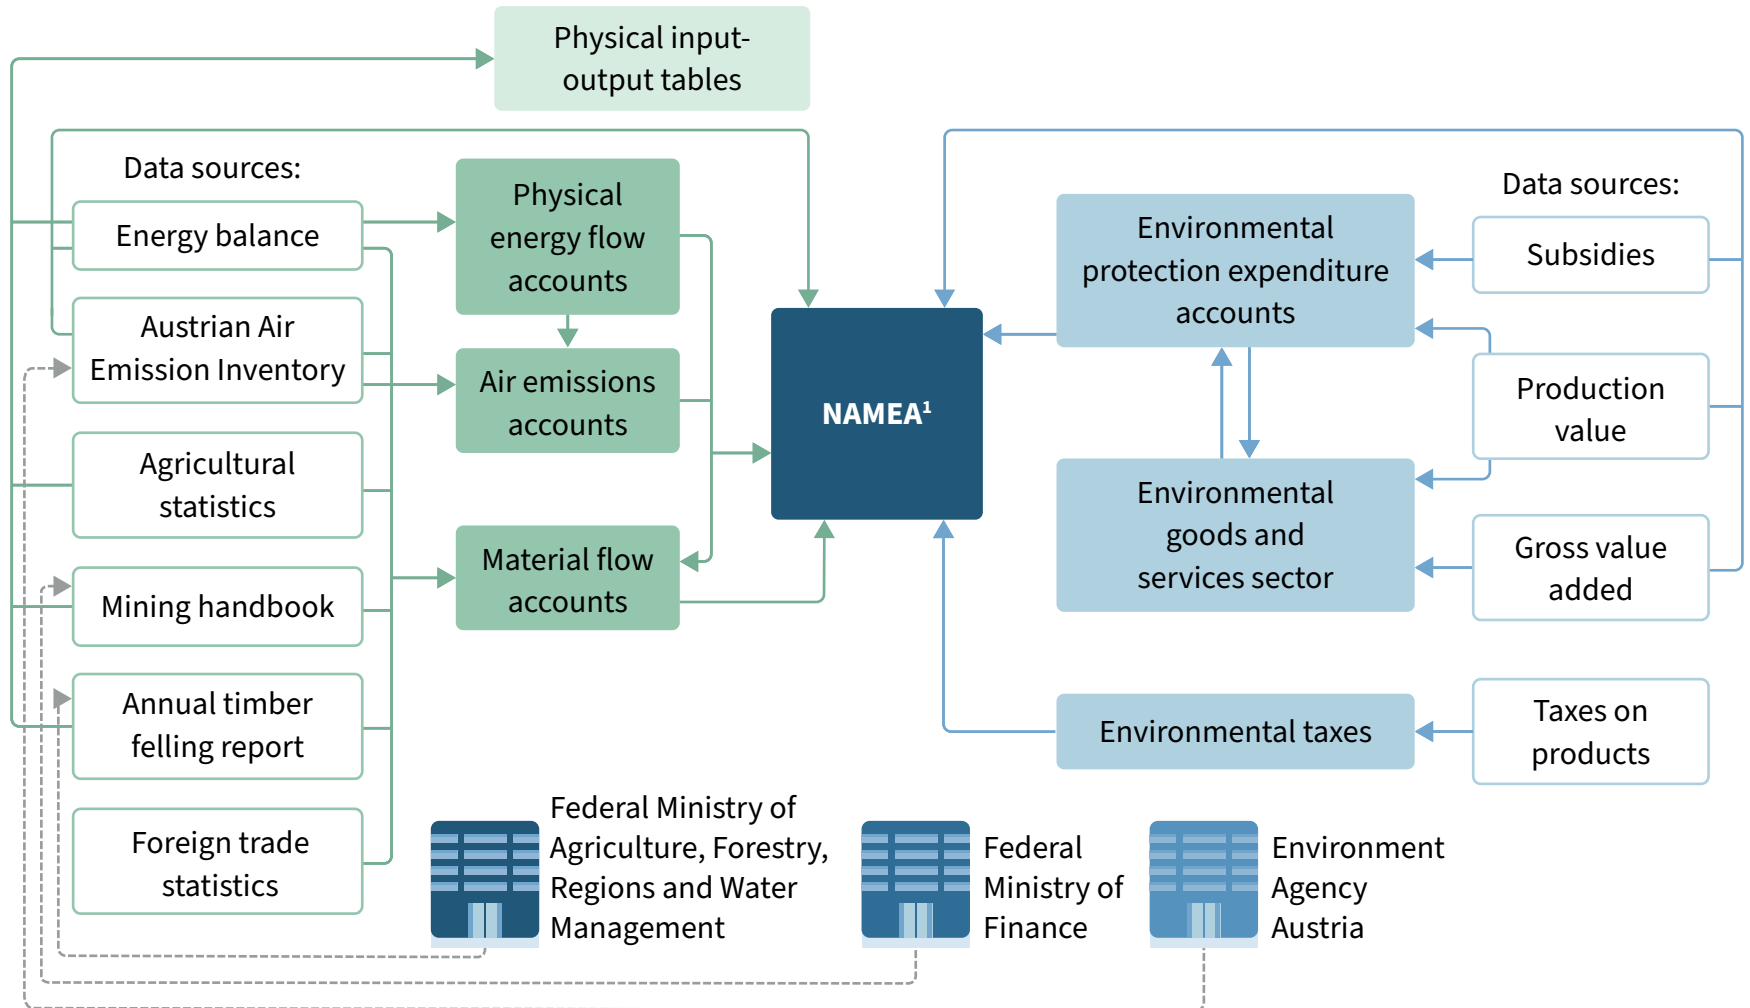 Physical input-
output tables
Data sources:
Energy balance
Austrian Air
Emission Inventory
Agricultural
statistics
Mining handbook
Annual timber
felling report
Foreign trade
statistics
Physical
energy flow
accounts
Air emissions
accounts
Material flow
accounts
NAMEA¹
Environmental
protection expenditure
accounts
Environmental
goods and
services sector
Environmental taxes
Data sources:
Subsidies
Production
value
Gross value
added
Taxes on
products
Federal Ministry of
Agriculture, Forestry,
Regions and Water
Management
Federal
Ministry of
Finance
Environment
Agency
Austria